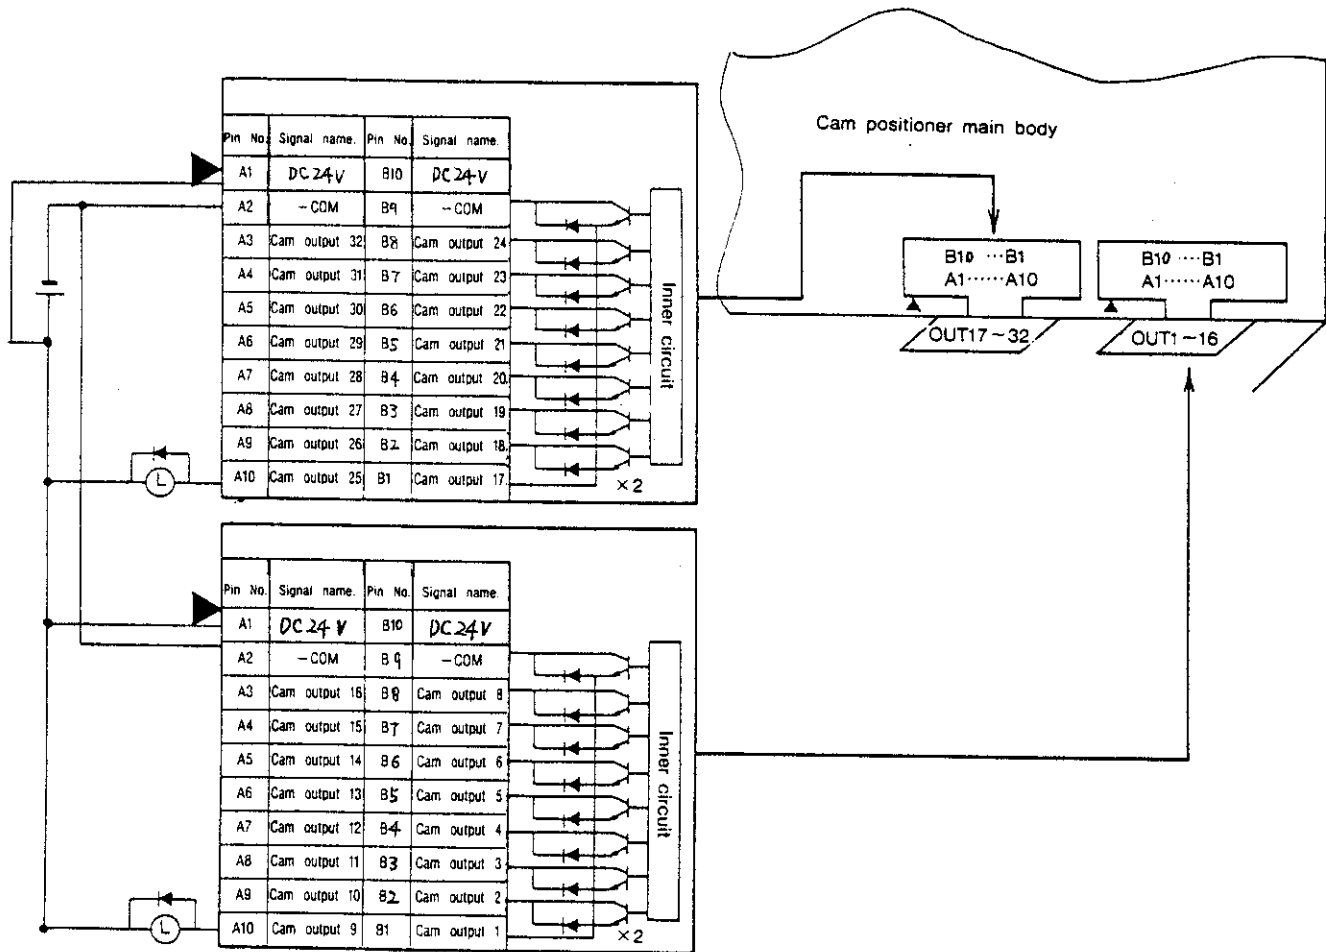 Cam positioner main body
Pin No. Signal name. Pin No. Signal name.
A1 DC24V B10 DC24V
A2 -COM B9 -COM
A3 Cam output 32 B8 Cam output 24
A4 Cam output 31 B7 Cam output 23
A5 Cam output 30 B6 Cam output 22
A6 Cam output 29 B5 Cam output 21
A7 Cam output 28 B4 Cam output 20
A8 Cam output 27 B3 Cam output 19
A9 Cam output 26 B2 Cam output 18
A10 Cam output 25 B1 Cam output 17
Inner circuit
×2
L
B10 ···B1
A1······A10
OUT17~32
B10 ····B1
A1······A10
OUT1~16
Pin No. Signal name. Pin No. Signal name.
A1 DC24V B10 DC24V
A2 -COM B9 -COM
A3 Cam output 16 B8 Cam output 8
A4 Cam output 15 B7 Cam output 7
A5 Cam output 14 B6 Cam output 6
A6 Cam output 13 B5 Cam output 5
A7 Cam output 12 B4 Cam output 4
A8 Cam output 11 B3 Cam output 3
A9 Cam output 10 B2 Cam output 2
A10 Cam output 9 B1 Cam output 1
Inner circuit
×2
L